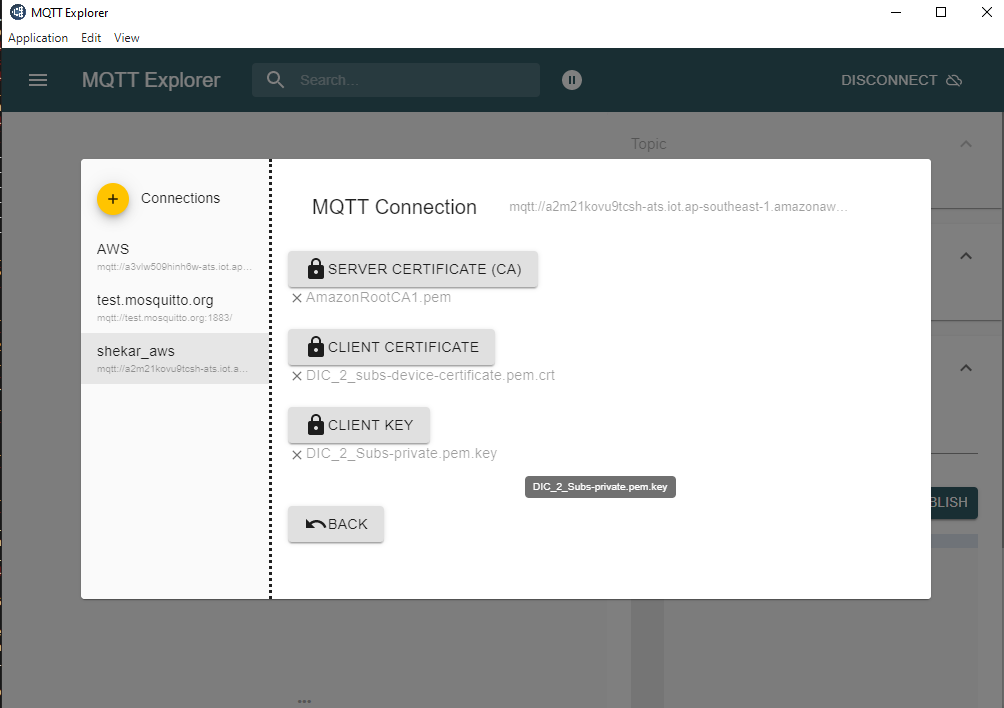 MQTT Explorer
Application Edit View
MQTT Explorer Search... DISCONNECT
Topic
Connections
AWS
mqtt://a3vlw509hinh6w-ats.iot.ap...
test.mosquitto.org
mqtt://test.mosquitto.org:1883/
shekar_aws
mqtt://a2m21kovu9tcsh-ats.iot.a...
MQTT Connection mqtt://a2m21kovu9tcsh-ats.iot.ap-southeast-1.amazonaw...
SERVER CERTIFICATE (CA)
AmazonRootCA1.pem
CLIENT CERTIFICATE
DIC_2_subs-device-certificate.pem.crt
CLIENT KEY
DIC_2_Subs-private.pem.key
DIC_2_Subs-private.pem.key
BLISH
BACK